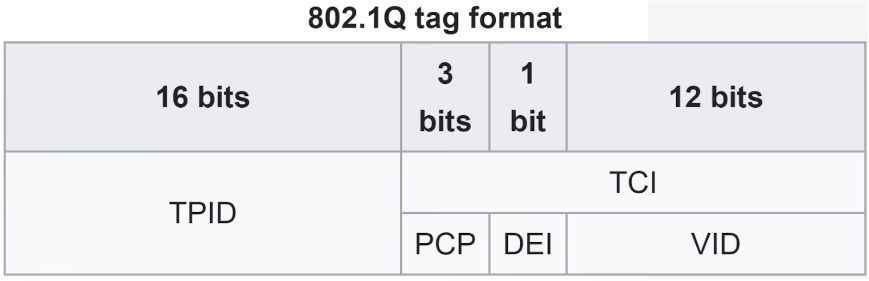 802.1Q tag format
16 bits
3
bits
1
bit
12 bits
TPID
TCI
PCP
DEI
VID